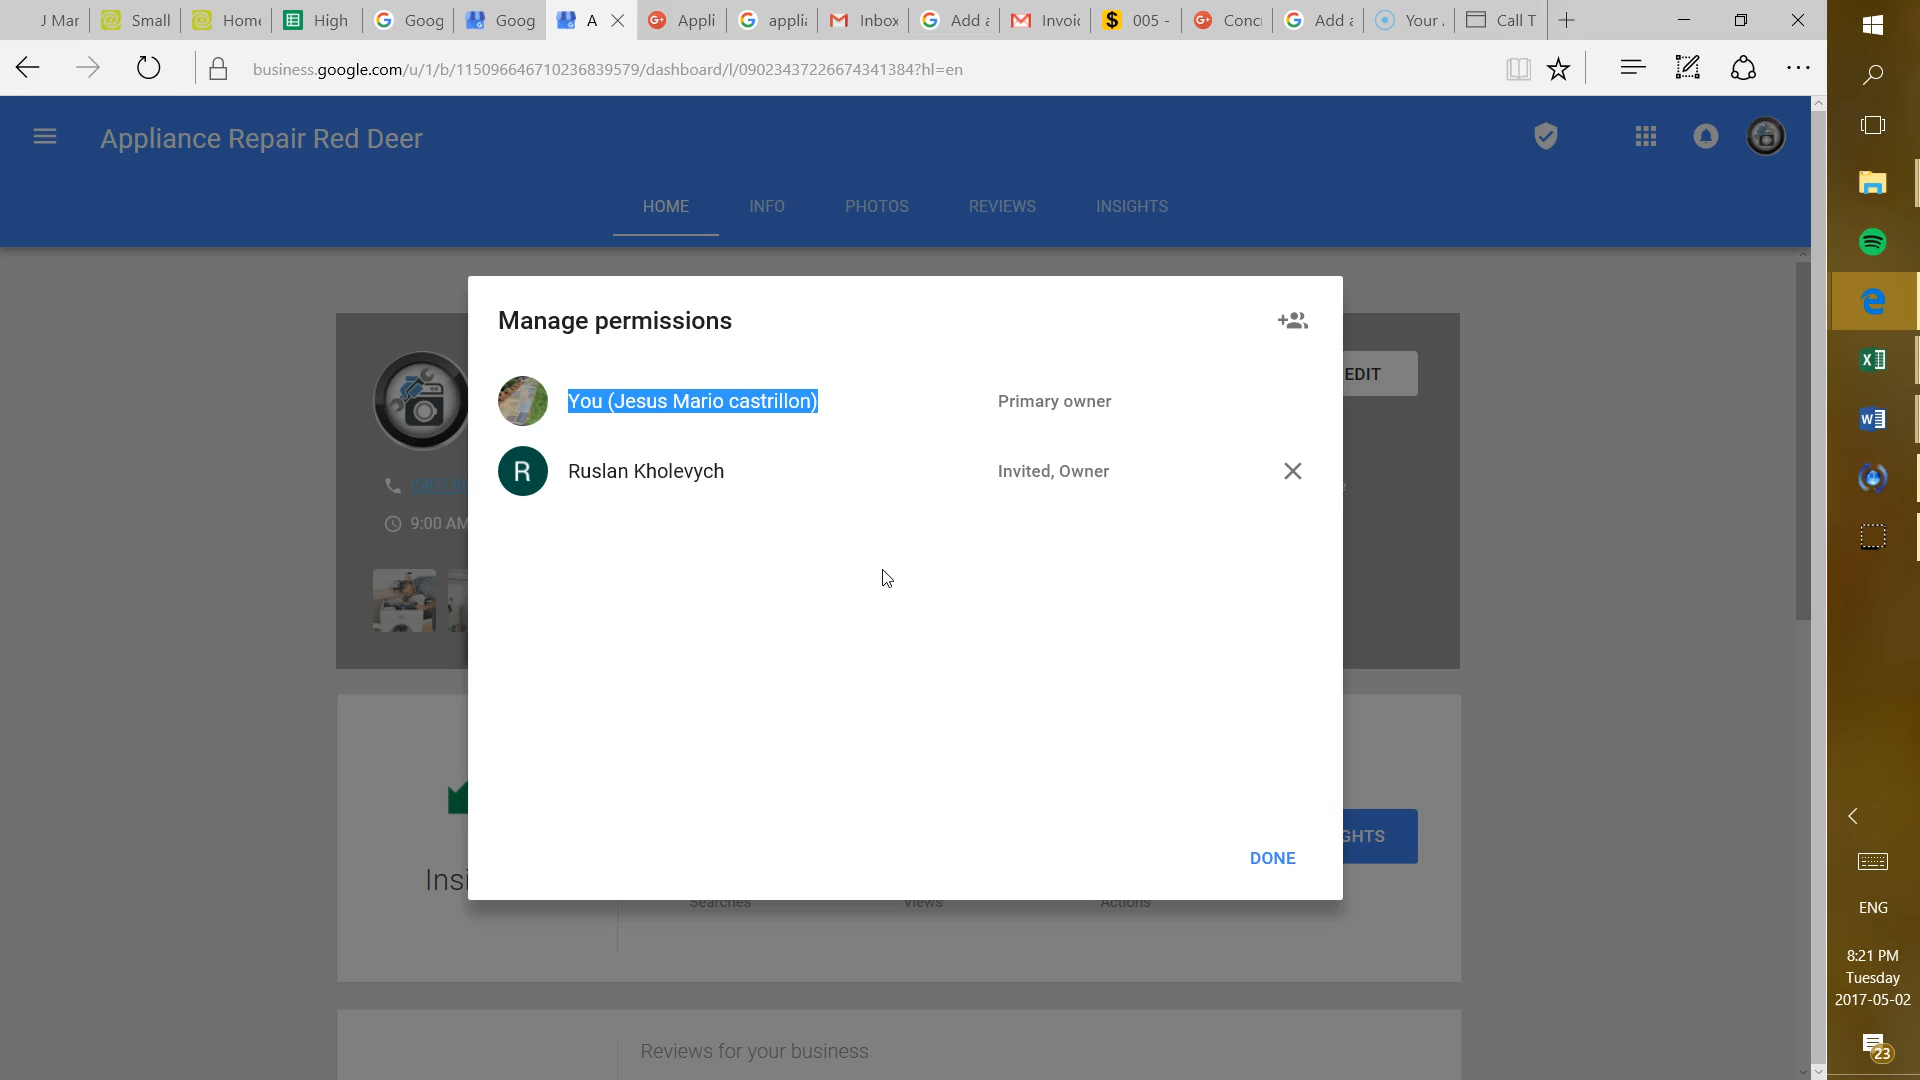 J Mar
Small
Home
High
Goog
Goog
A
Appli
applia
Inbox
Add a
Invoic
005 -
Conc
Add a
Your
Call T
business.google.com/u/1/b/115096646710236839579/dashboard/l/09023437226674341384?hl=en
Appliance Repair Red Deer
HOME
INFO
PHOTOS
REVIEWS
INSIGHTS
Manage permissions
EDIT
You (Jesus Mario castrillon)
Primary owner
R
Ruslan Kholevych
Invited, Owner
9:00 AM
GHTS
DONE
Insi
Searches
Views
Actions
Reviews for your business
ENG
8:21 PM
Tuesday
2017-05-02
23